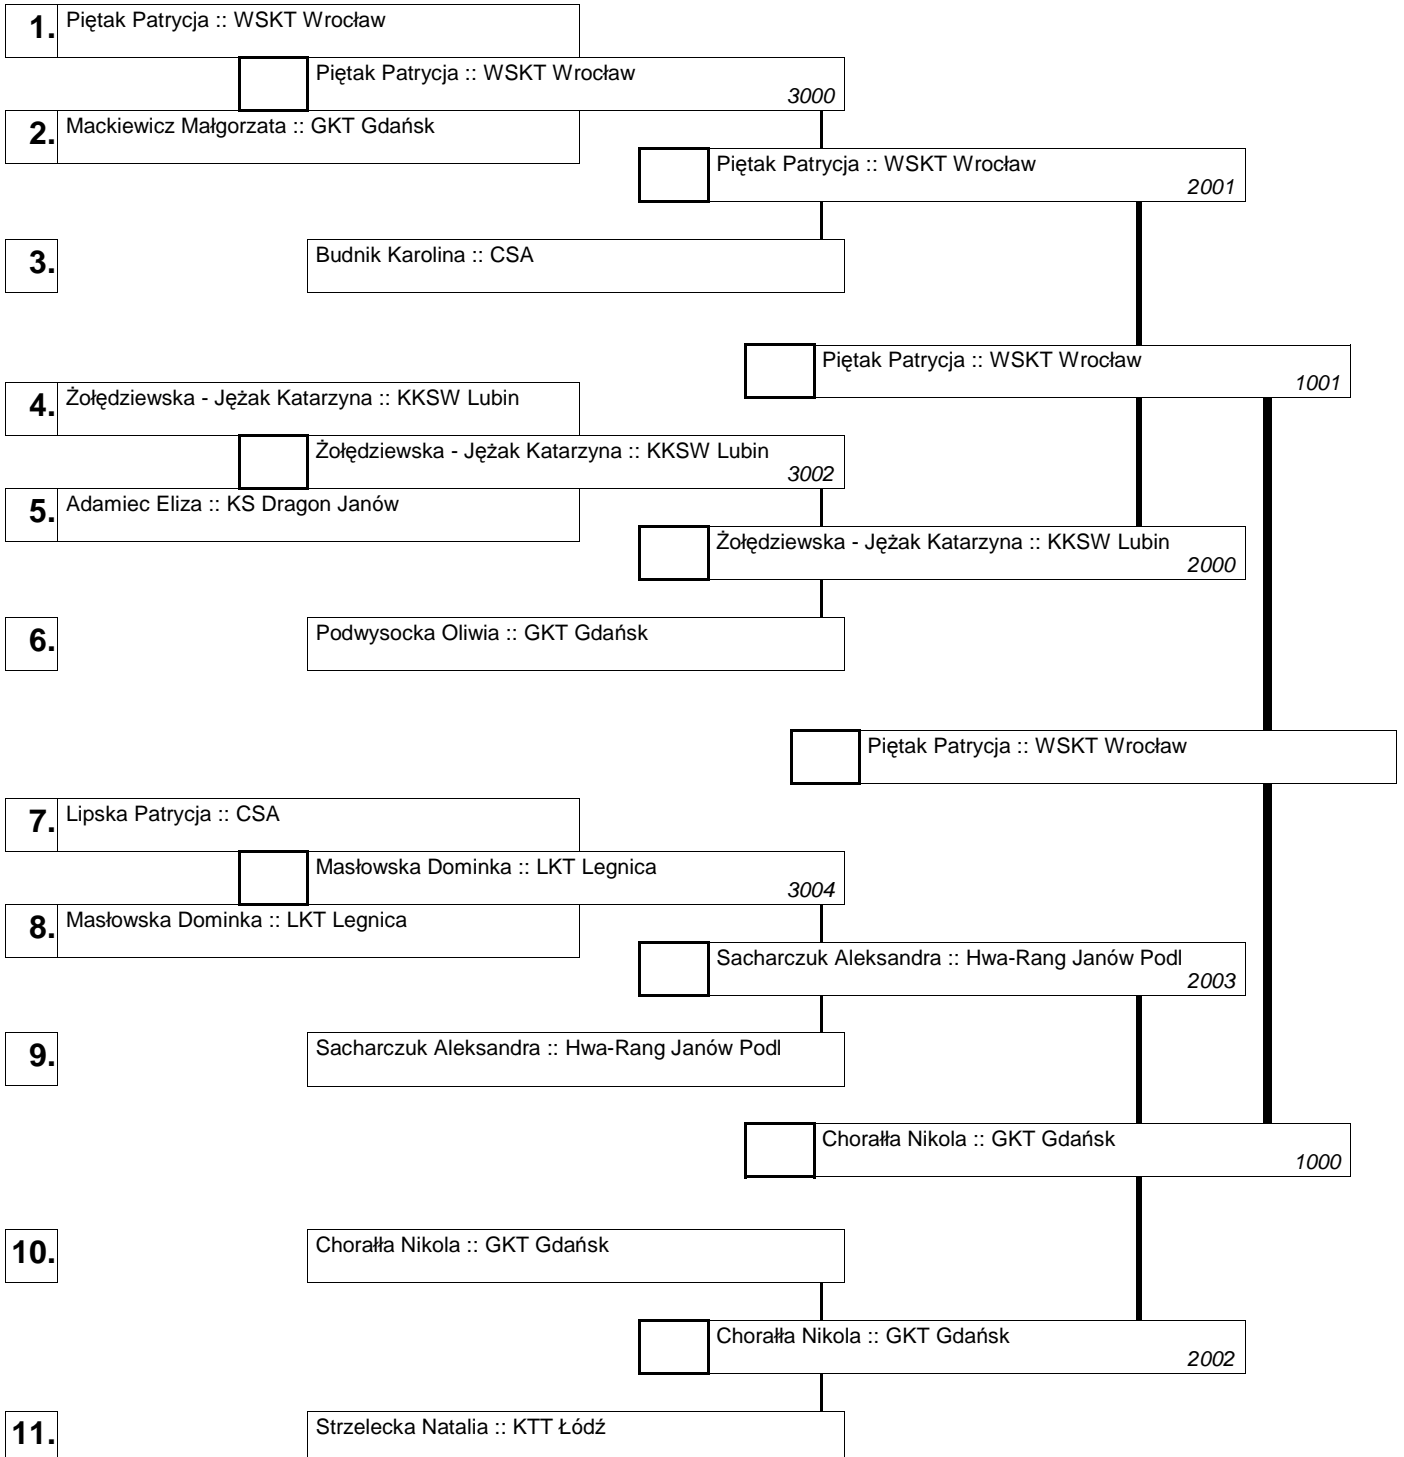 1. Piętak Patrycja :: WSKT Wrocław
Piętak Patrycja :: WSKT Wrocław
3000
2. Mackiewicz Małgorzata :: GKT Gdańsk
Piętak Patrycja :: WSKT Wrocław
2001
3. Budnik Karolina :: CSA
Piętak Patrycja :: WSKT Wrocław
1001
4. Żołędziewska - Jężak Katarzyna :: KKSW Lubin
Żołędziewska - Jężak Katarzyna :: KKSW Lubin
3002
5. Adamiec Eliza :: KS Dragon Janów
Żołędziewska - Jężak Katarzyna :: KKSW Lubin
2000
6. Podwysocka Oliwia :: GKT Gdańsk
Piętak Patrycja :: WSKT Wrocław
7. Lipska Patrycja :: CSA
Masłowska Dominka :: LKT Legnica
3004
8. Masłowska Dominka :: LKT Legnica
Sacharczuk Aleksandra :: Hwa-Rang Janów Podl
2003
9. Sacharczuk Aleksandra :: Hwa-Rang Janów Podl
Chorałła Nikola :: GKT Gdańsk
1000
10. Chorałła Nikola :: GKT Gdańsk
Chorałła Nikola :: GKT Gdańsk
2002
11. Strzelecka Natalia :: KTT Łódź